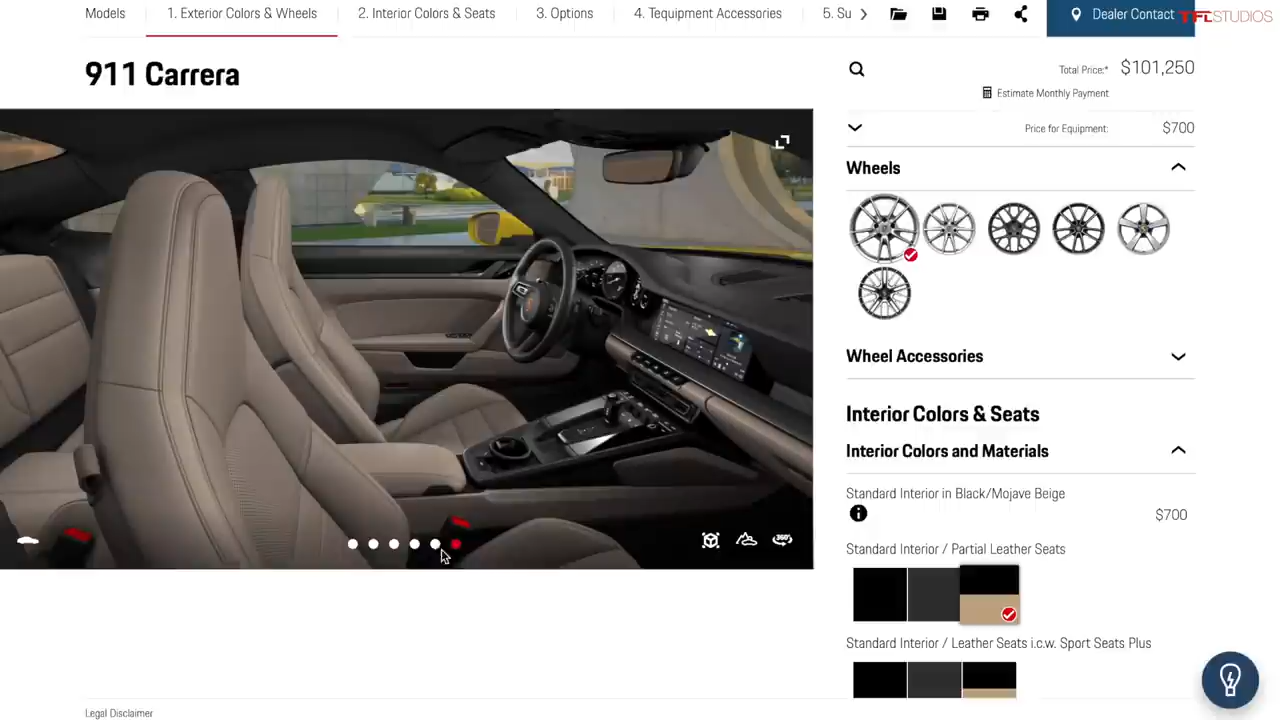 Models
1. Exterior Colors & Wheels
2. Interior Colors & Seats
3. Options
4. Tequipment Accessories
5. Su
Dealer Contact
TFLSTUDIOS
911 Carrera
Total Price:* $101,250
Estimate Monthly Payment
Price for Equipment: $700
Wheels
Wheel Accessories
Interior Colors & Seats
Interior Colors and Materials
Standard Interior in Black/Mojave Beige
$700
Standard Interior / Partial Leather Seats
Standard Interior / Leather Seats i.c.w. Sport Seats Plus
360°
Legal Disclaimer